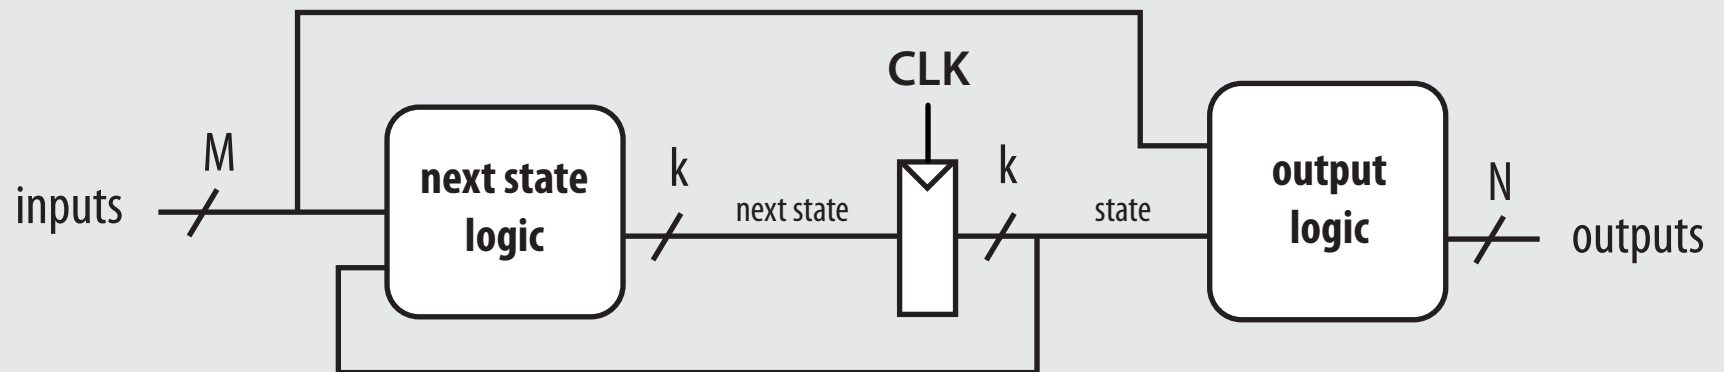 CLK
M
inputs
next state
logic
k
next state
k
state
output
logic
N
outputs